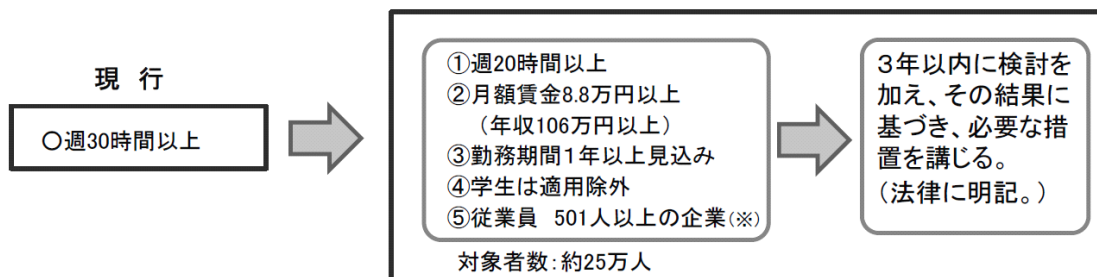 現 行
○週30時間以上
①週20時間以上
②月額賃金8.8万円以上
（年収106万円以上）
③勤務期間１年以上見込み
④学生は適用除外
⑤従業員 501人以上の企業(※)
対象者数：約25万人
３年以内に検討を
加え、その結果に
基づき、必要な措
置を講じる。
（法律に明記。）